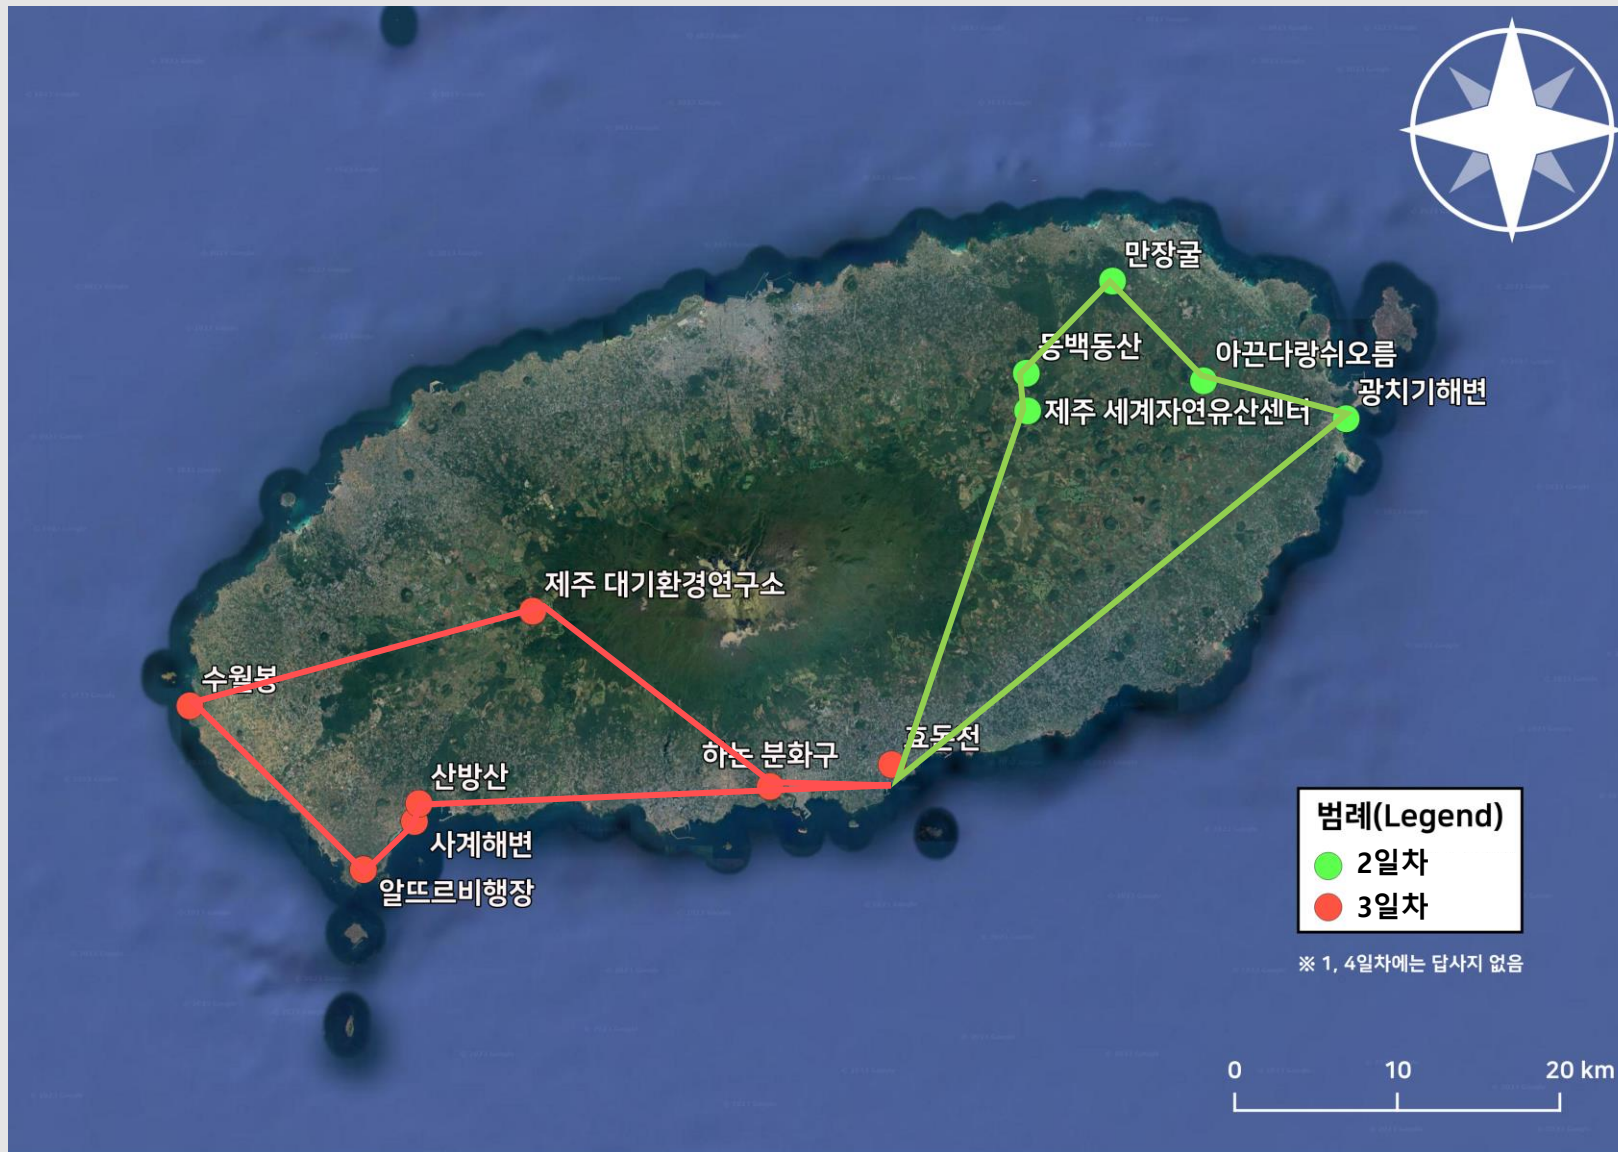 만장굴
동백동산
아끈다랑쉬오름
광치기해변
제주 세계자연유산센터
제주 대기환경연구소
수월봉
효돈천
하논 분화구
산방산
사계해변
알뜨르비행장
범례(Legend)
2일차
3일차
※ 1, 4일차에는 답사지 없음
0 10 20 km